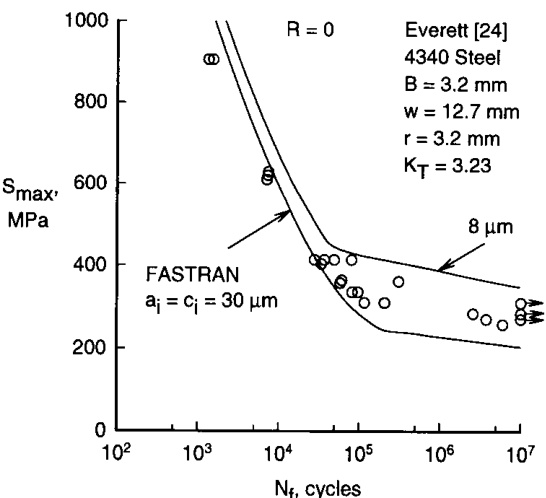 1000
800
600
400
200
0
S_max,
MPa
R = 0
Everett [24]
4340 Steel
B = 3.2 mm
w = 12.7 mm
r = 3.2 mm
K_T = 3.23
8 μm
FASTRAN
a_i = c_i = 30 μm
10^2 10^3 10^4 10^5 10^6 10^7
N_f, cycles